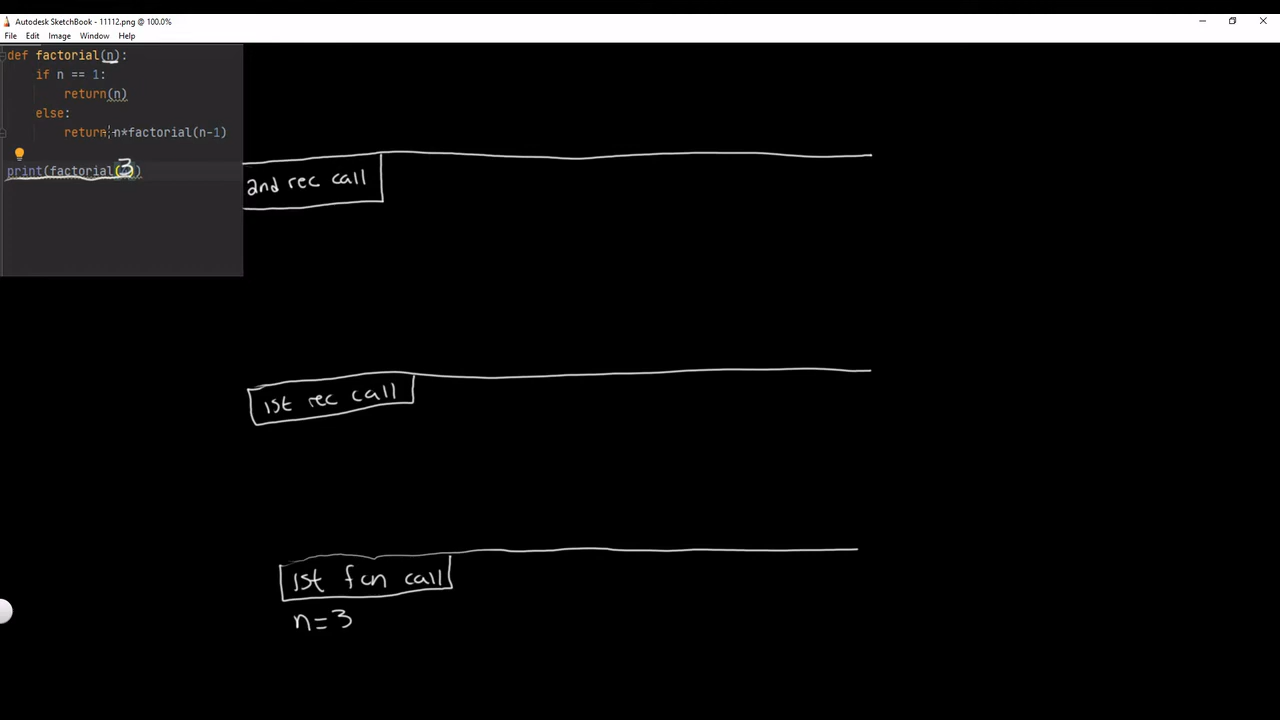 Autodesk SketchBook - 11112.png @ 100.0%
File Edit Image Window Help
def factorial(n):
if n == 1:
return(n)
else:
return n*factorial(n-1)
print(factorial(3))
2nd rec call
1st rec call
1st fcn call
n=3